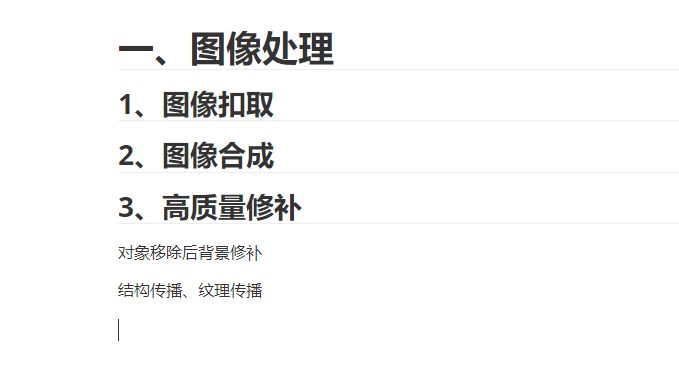 一、图像处理
1、图像扣取
2、图像合成
3、高质量修补
对象移除后背景修补
结构传播、纹理传播